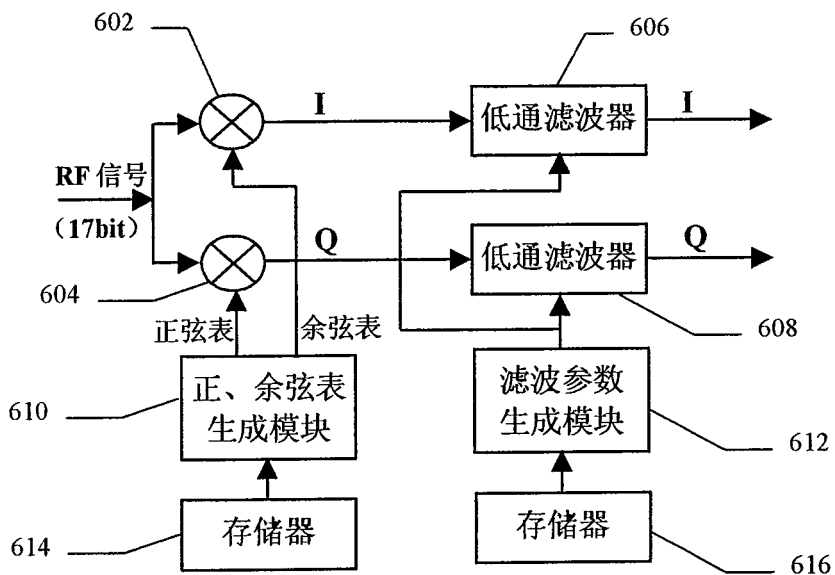 602
606
I
低通滤波器
I
RF 信号
(17bit)
Q
低通滤波器
Q
604
正弦表
余弦表
608
610
正、余弦表
生成模块
滤波参数
生成模块
612
614
存储器
存储器
616